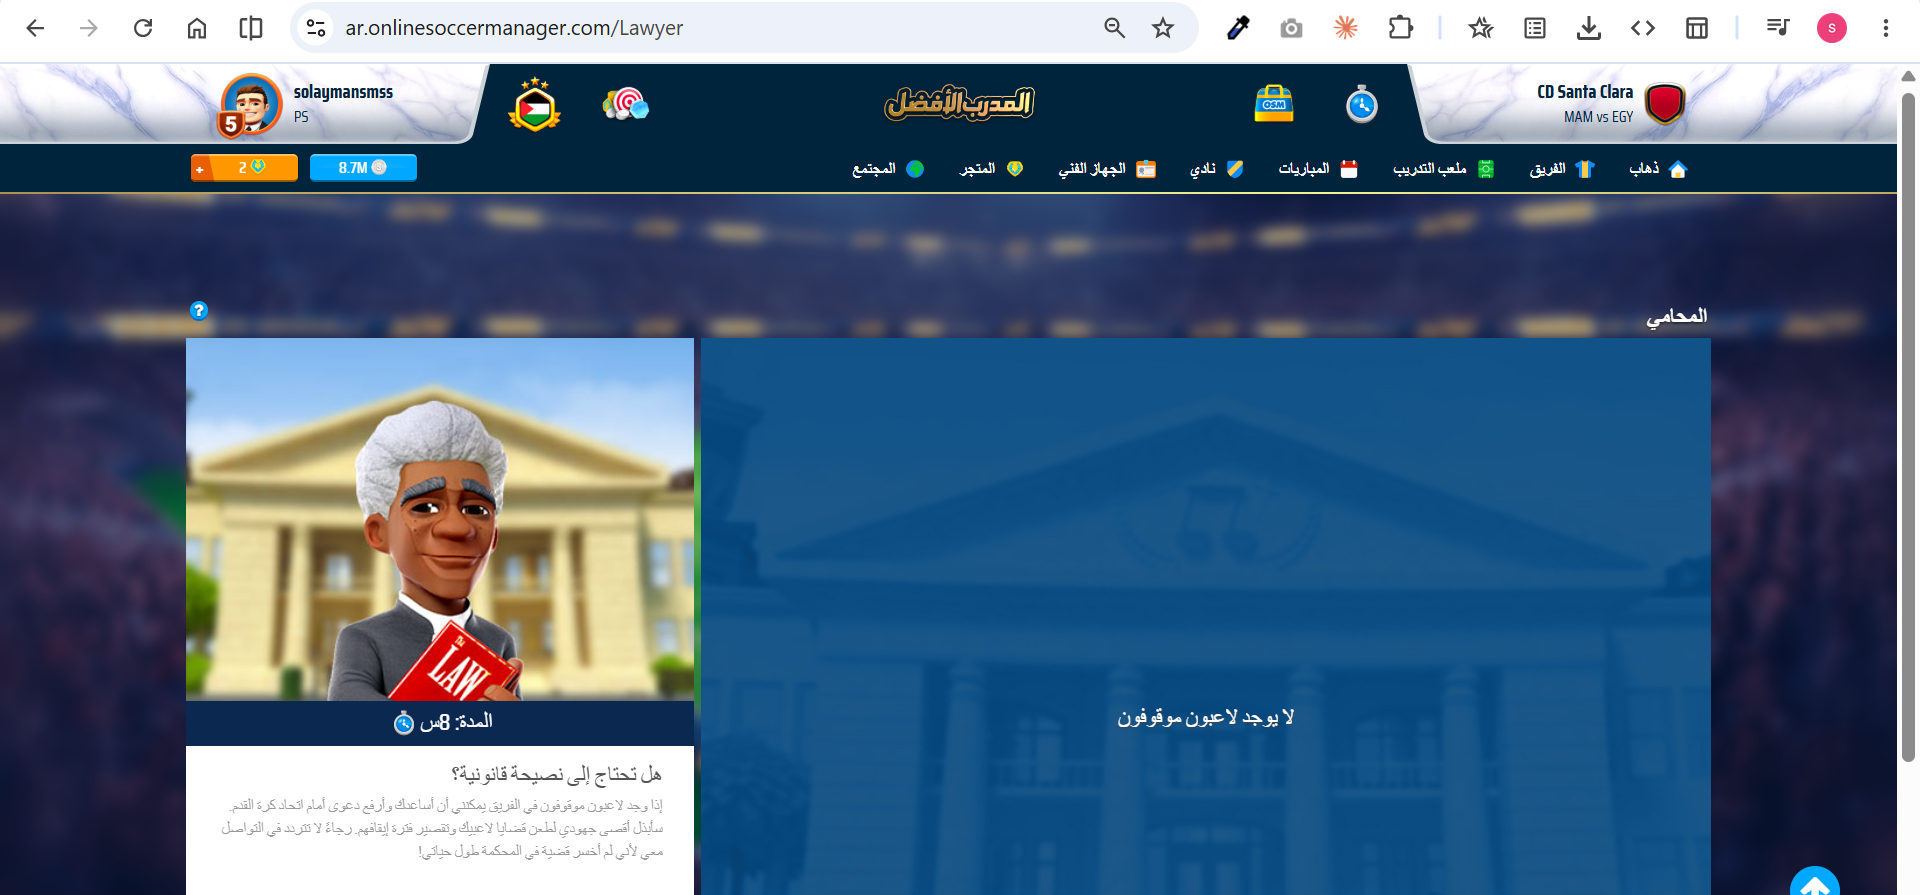 ar.onlinesoccermanager.com/Lawyer
S
solaymansmss
PS
5
المدرب الأفضل
OSM
CD Santa Clara
MAM vs EGY
+ 2
8.7M
ذهاب
الفريق
ملعب التدريب
المباريات
نادي
الجهاز الفني
المتجر
المجتمع
المحامي
?
The
LAW
المدة: 8س
لا يوجد لاعبون موقوفون
هل تحتاج إلى نصيحة قانونية؟
إذا وجد لاعبون موقوفون في الفريق يمكنني أن أساعدك وأرفع دعوى أمام اتحاد كرة القدم.
سأبذل أقصى جهودي لطعن قضايا لاعبيك وتقصير فترة إيقافهم. رجاءً لا تتردد في التواصل
معي لأني لم أخسر قضية في المحكمة طول حياتي!